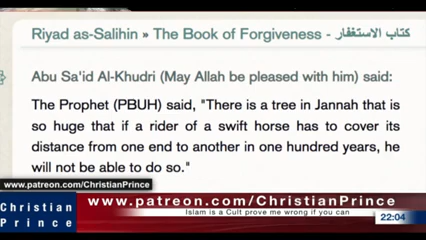 Riyad as-Salihin » The Book of Forgiveness - كتاب الاستغفار
Abu Sa'id Al-Khudri (May Allah be pleased with him) said:
The Prophet (PBUH) said, "There is a tree in Jannah that is
so huge that if a rider of a swift horse has to cover its
distance from one end to another in one hundred years, he
will not be able to do so."
www.patreon.com/ChristianPrince
Christian
Prince
www.patreon.com/ChristianPrince
Islam is a Cult prove me wrong if you can
22:04